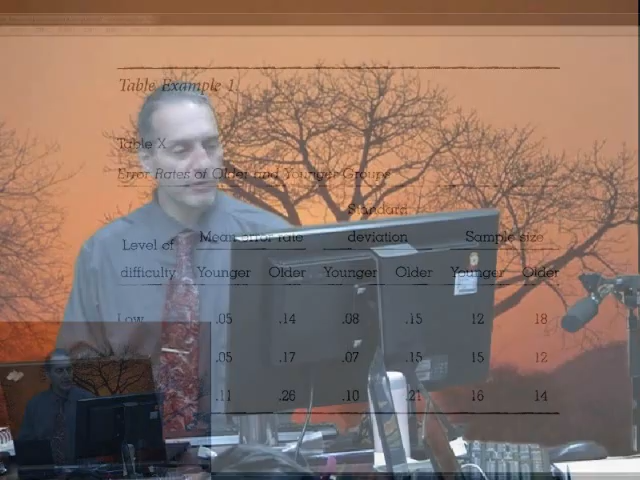 Table Example 1.
Table X
Error Rates of Older and Younger Groups
Standard
Level of Mean error rate deviation Sample size
difficulty Younger Older Younger Older Younger Older
Low .05 .14 .08 .15 12 18
.05 .17 .07 .15 15 12
.11 .26 .10 .21 16 14